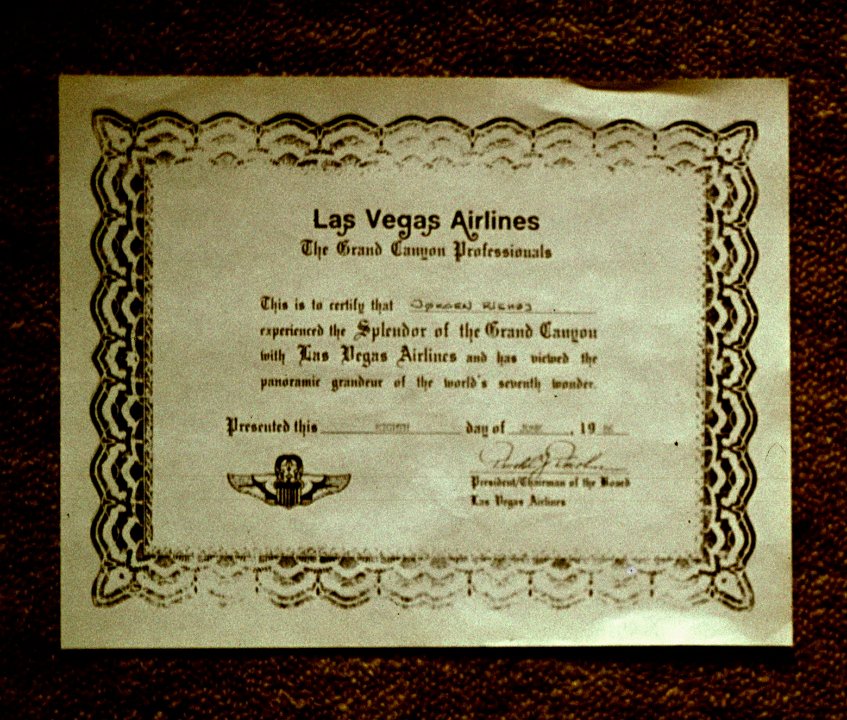 Las Vegas Airlines
The Grand Canyon Professionals
This is to certify that
experienced the Splendor of the Grand Canyon
with Las Vegas Airlines and has viewed the
panoramic grandeur of the world's seventh wonder.
Presented this day of , 19
President/Chairman of the Board
Las Vegas Airlines